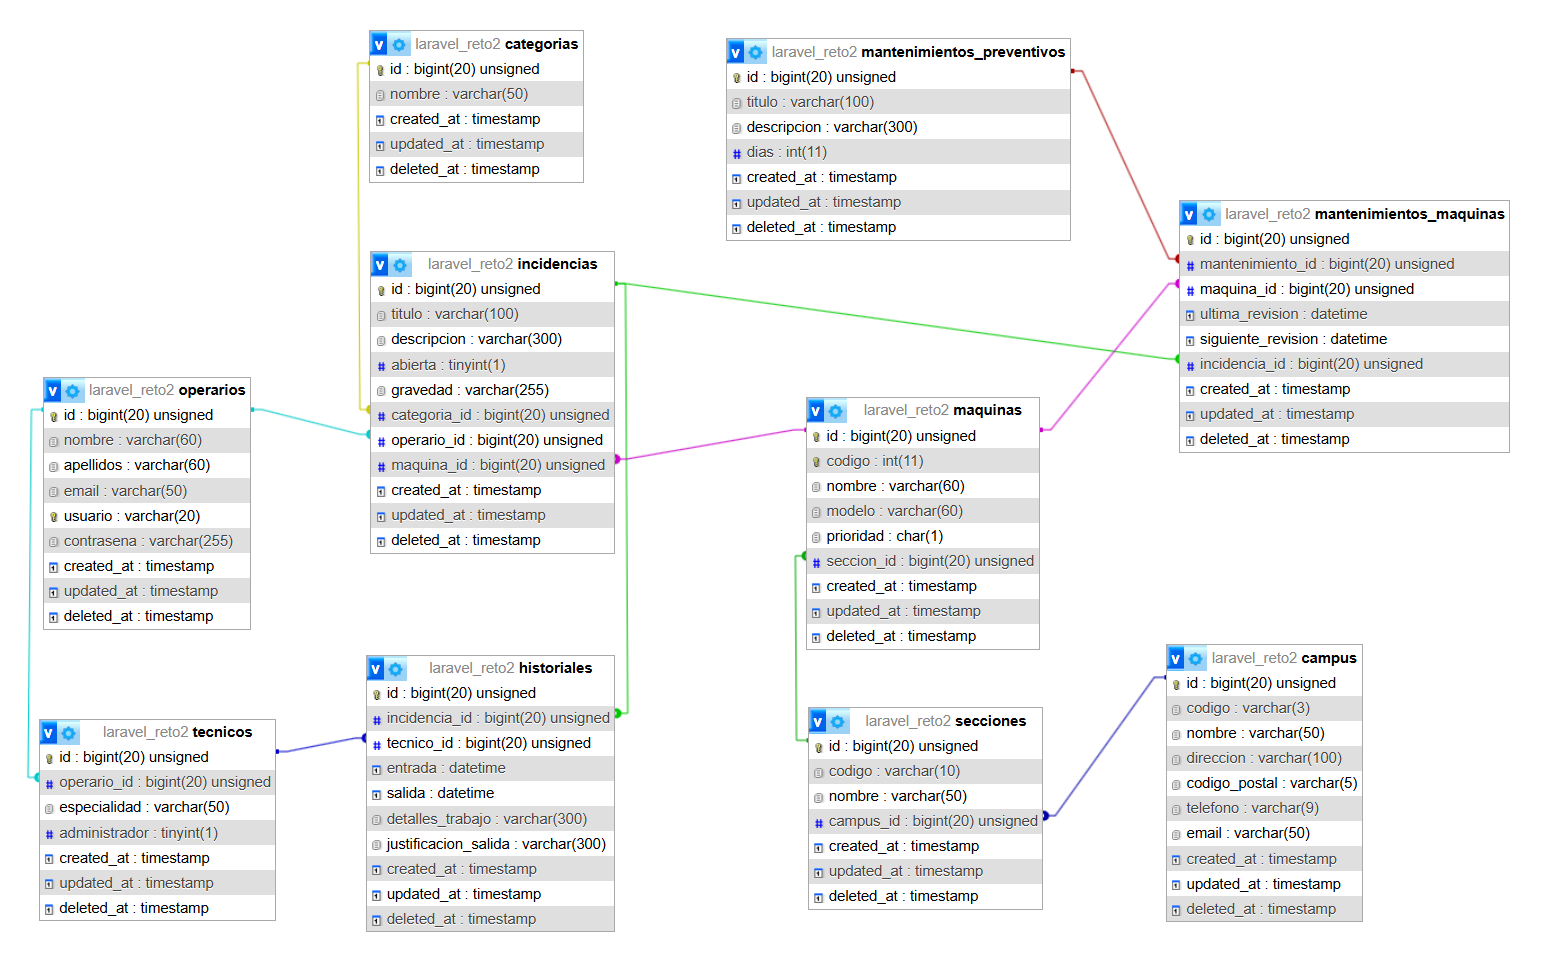 laravel_reto2 categorias
id : bigint(20) unsigned
nombre : varchar(50)
created_at : timestamp
updated_at : timestamp
deleted_at : timestamp
laravel_reto2 mantenimientos_preventivos
id : bigint(20) unsigned
titulo : varchar(100)
descripcion : varchar(300)
dias : int(11)
created_at : timestamp
updated_at : timestamp
deleted_at : timestamp
laravel_reto2 mantenimientos_maquinas
id : bigint(20) unsigned
mantenimiento_id : bigint(20) unsigned
maquina_id : bigint(20) unsigned
ultima_revision : datetime
siguiente_revision : datetime
incidencia_id : bigint(20) unsigned
created_at : timestamp
updated_at : timestamp
deleted_at : timestamp
laravel_reto2 incidencias
id : bigint(20) unsigned
titulo : varchar(100)
descripcion : varchar(300)
abierta : tinyint(1)
gravedad : varchar(255)
categoria_id : bigint(20) unsigned
operario_id : bigint(20) unsigned
maquina_id : bigint(20) unsigned
created_at : timestamp
updated_at : timestamp
deleted_at : timestamp
laravel_reto2 operarios
id : bigint(20) unsigned
nombre : varchar(60)
apellidos : varchar(60)
email : varchar(50)
usuario : varchar(20)
contrasena : varchar(255)
created_at : timestamp
updated_at : timestamp
deleted_at : timestamp
laravel_reto2 maquinas
id : bigint(20) unsigned
codigo : int(11)
nombre : varchar(60)
modelo : varchar(60)
prioridad : char(1)
seccion_id : bigint(20) unsigned
created_at : timestamp
updated_at : timestamp
deleted_at : timestamp
laravel_reto2 tecnicos
id : bigint(20) unsigned
operario_id : bigint(20) unsigned
especialidad : varchar(50)
administrador : tinyint(1)
created_at : timestamp
updated_at : timestamp
deleted_at : timestamp
laravel_reto2 historiales
id : bigint(20) unsigned
incidencia_id : bigint(20) unsigned
tecnico_id : bigint(20) unsigned
entrada : datetime
salida : datetime
detalles_trabajo : varchar(300)
justificacion_salida : varchar(300)
created_at : timestamp
updated_at : timestamp
deleted_at : timestamp
laravel_reto2 secciones
id : bigint(20) unsigned
codigo : varchar(10)
nombre : varchar(50)
campus_id : bigint(20) unsigned
created_at : timestamp
updated_at : timestamp
deleted_at : timestamp
laravel_reto2 campus
id : bigint(20) unsigned
codigo : varchar(3)
nombre : varchar(50)
direccion : varchar(100)
codigo_postal : varchar(5)
telefono : varchar(9)
email : varchar(50)
created_at : timestamp
updated_at : timestamp
deleted_at : timestamp